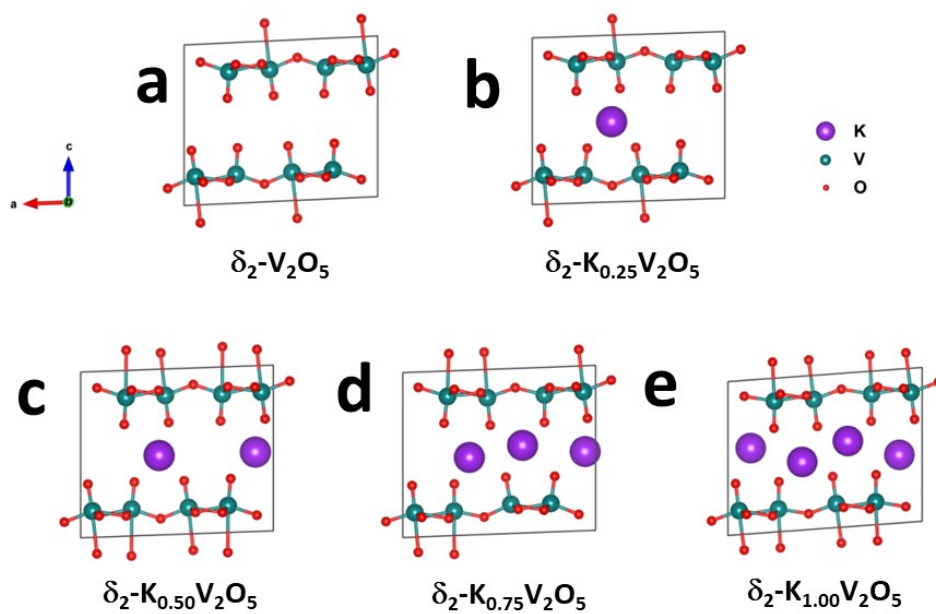 a
b
K
V
O
c
a
b
δ₂-V₂O₅
δ₂-K₀.₂₅V₂O₅
c
d
e
δ₂-K₀.₅₀V₂O₅
δ₂-K₀.₇₅V₂O₅
δ₂-K₁.₀₀V₂O₅